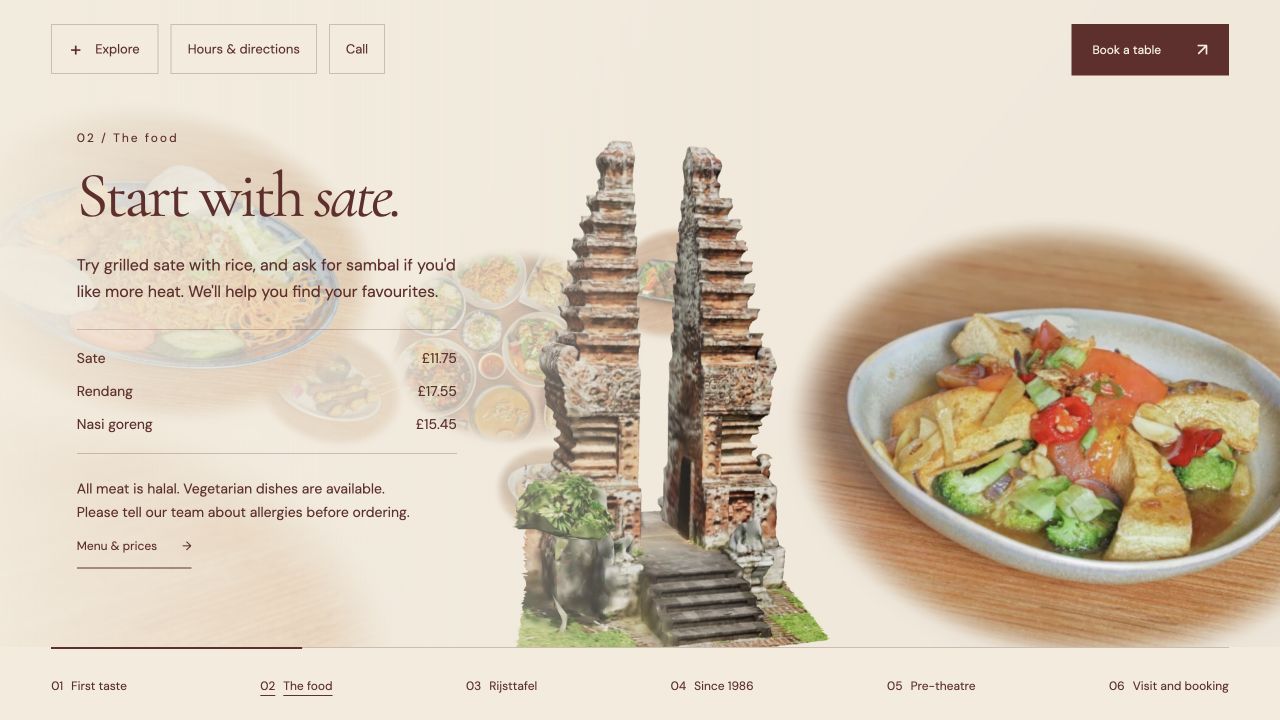 + Explore
Hours & directions
Call
Book a table
02 / The food
Start with sate.
Try grilled sate with rice, and ask for sambal if you'd
like more heat. We'll help you find your favourites.
Sate £11.75
Rendang £17.55
Nasi goreng £15.45
All meat is halal. Vegetarian dishes are available.
Please tell our team about allergies before ordering.
Menu & prices →
01 First taste
02 The food
03 Rijsttafel
04 Since 1986
05 Pre-theatre
06 Visit and booking